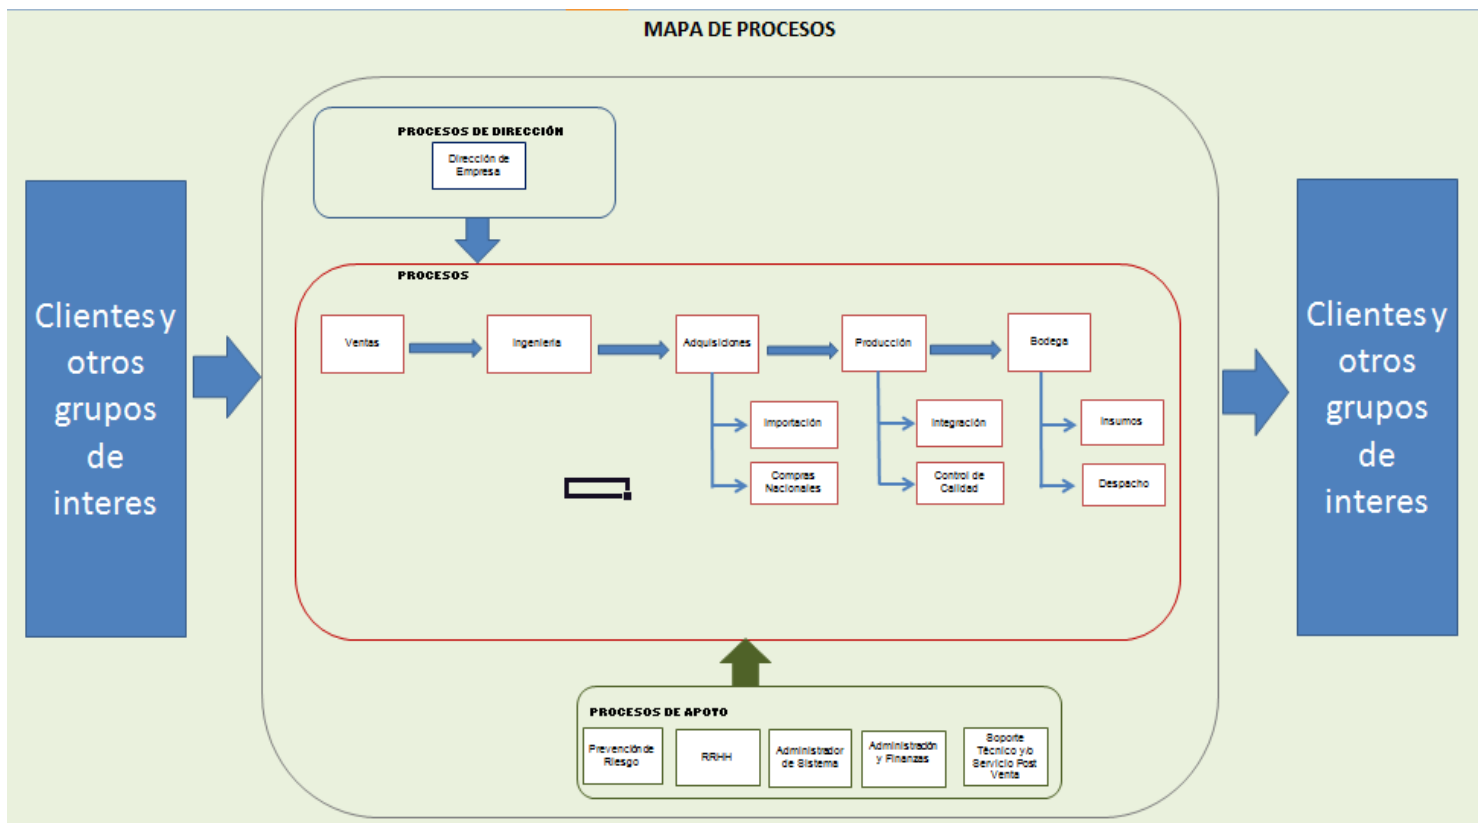 MAPA DE PROCESOS
PROCESOS DE DIRECCIÓN
Dirección de
Empresa
Clientes y
otros
grupos
de
interes
PROCESOS
Ventas
Ingeniería
Adquisiciones
Producción
Bodega
Importación
Integración
Insumos
Compras
Nacionales
Control de
Calidad
Despacho
Clientes y
otros
grupos
de
interes
PROCESOS DE APOYO
Prevención de
Riesgo
RRHH
Administrador
de Sistema
Administración
y Finanzas
Soporte
Técnico y/o
Servicio Post
Venta